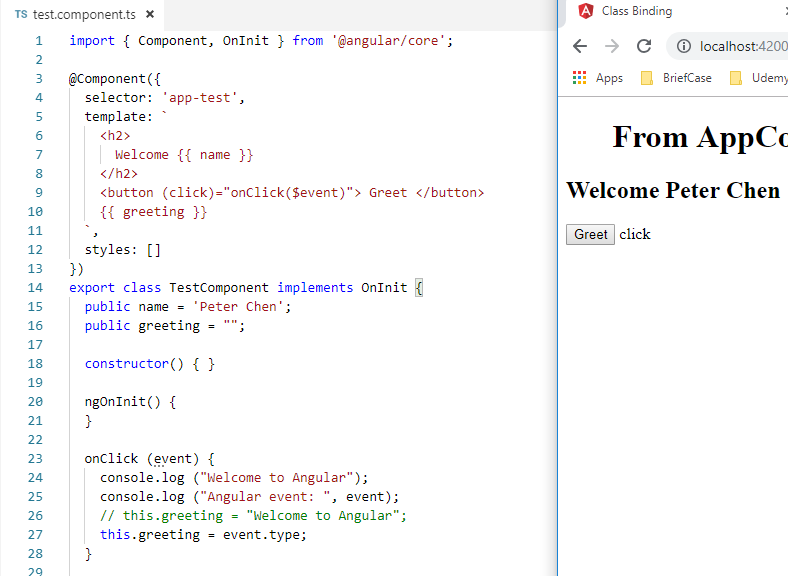 TS test.component.ts ×
1 import { Component, OnInit } from '@angular/core';
2
3 @Component({
4   selector: 'app-test',
5   template: `
6     <h2>
7       Welcome {{ name }}
8     </h2>
9     <button (click)="onClick($event)"> Greet </button>
10     {{ greeting }}
11   `,
12   styles: []
13 })
14 export class TestComponent implements OnInit {
15   public name = 'Peter Chen';
16   public greeting = "";
17
18   constructor() { }
19
20   ngOnInit() {
21   }
22
23   onClick (event) {
24     console.log ("Welcome to Angular");
25     console.log ("Angular event: ", event);
26     // this.greeting = "Welcome to Angular";
27     this.greeting = event.type;
28   }
29
Class Binding
localhost:4200
Apps BriefCase Udemy
From AppCo
Welcome Peter Chen
Greet click